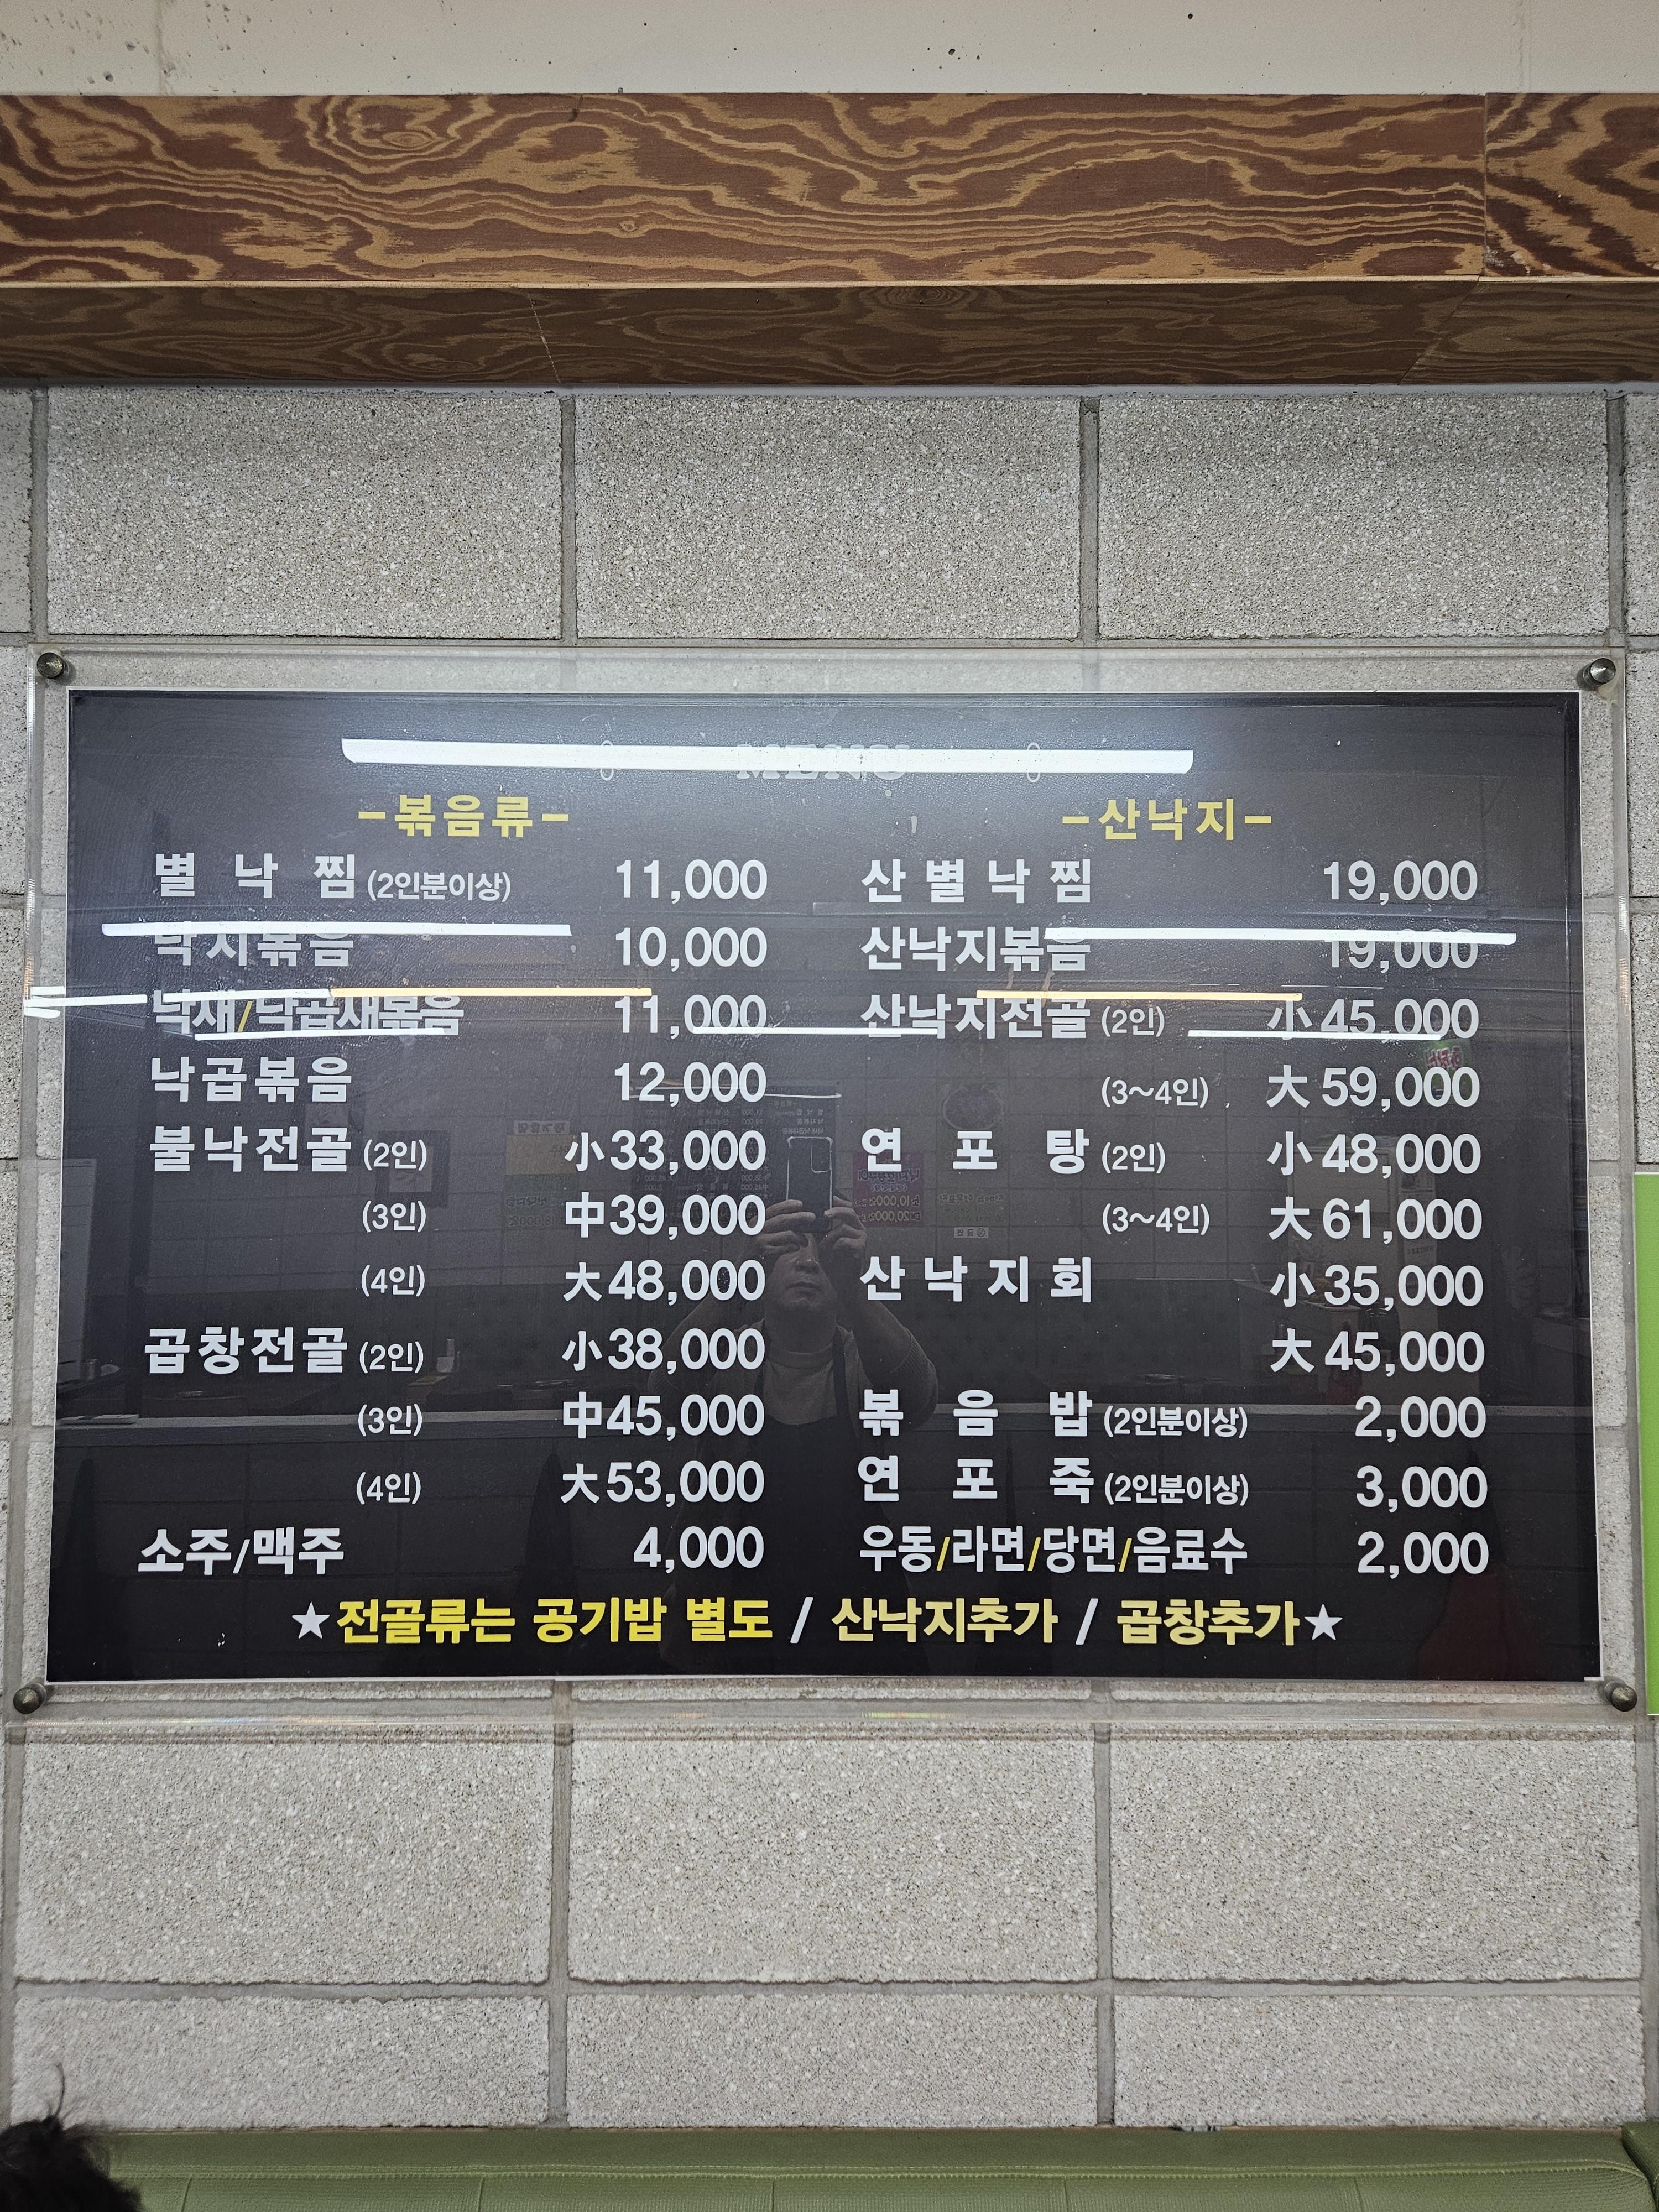 MENU
-볶음류-
별 낙 찜 (2인분이상) 11,000
낙지볶음 10,000
낙새/낙곱새볶음 11,000
낙곱볶음 12,000
불낙전골 (2인) 小 33,000
(3인) 中 39,000
(4인) 大 48,000
곱창전골 (2인) 小 38,000
(3인) 中 45,000
(4인) 大 53,000
소주/맥주 4,000
-산낙지-
산 별 낙 찜 19,000
산낙지볶음 19,000
산낙지전골 (2인) 小 45,000
(3~4인) 大 59,000
연 포 탕 (2인) 小 48,000
(3~4인) 大 61,000
산 낙 지 회 小 35,000
大 45,000
볶 음 밥 (2인분이상) 2,000
연 포 죽 (2인분이상) 3,000
우동/라면/당면/음료수 2,000
★전골류는 공기밥 별도 / 산낙지추가 / 곱창추가★